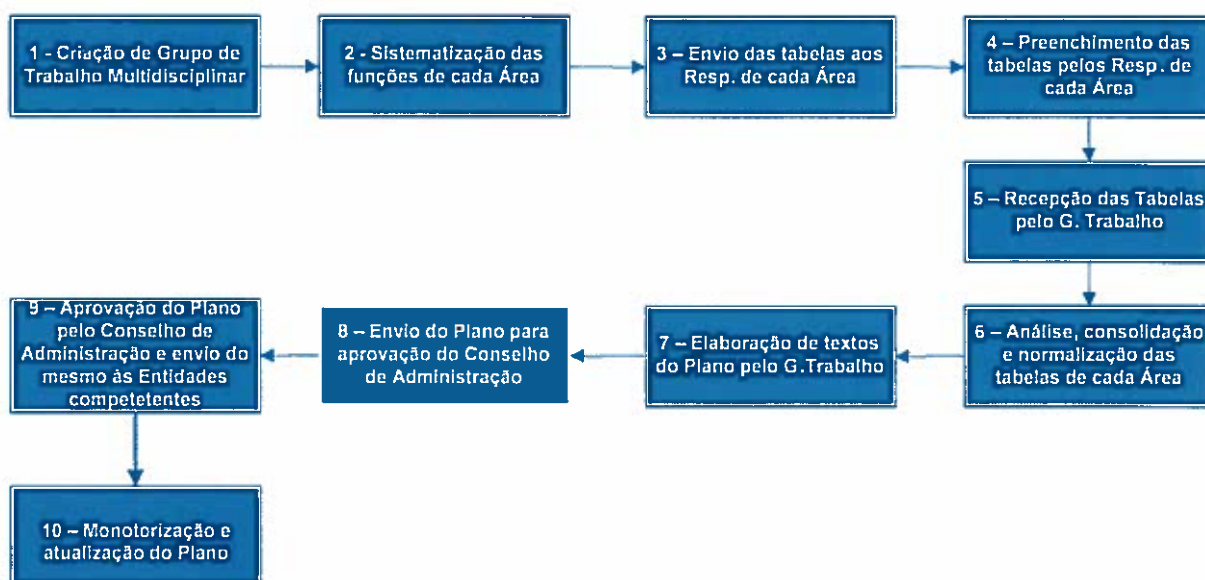 1 - Criação de Grupo de
Trabalho Multidisciplinar
2 - Sistematização das
funções de cada Área
3 – Envio das tabelas aos
Resp. de cada Área
4 – Preenchimento das
tabelas pelos Resp. de
cada Área
5 – Recepção das Tabelas
pelo G. Trabalho
6 – Análise, consolidação
e normalização das
tabelas de cada Área
7 – Elaboração de textos
do Plano pelo G.Trabalho
8 – Envio do Plano para
aprovação do Conselho
de Administração
9 – Aprovação do Plano
pelo Conselho de
Administração e envio do
mesmo às Entidades
competetentes
10 – Monotorização e
atualização do Plano